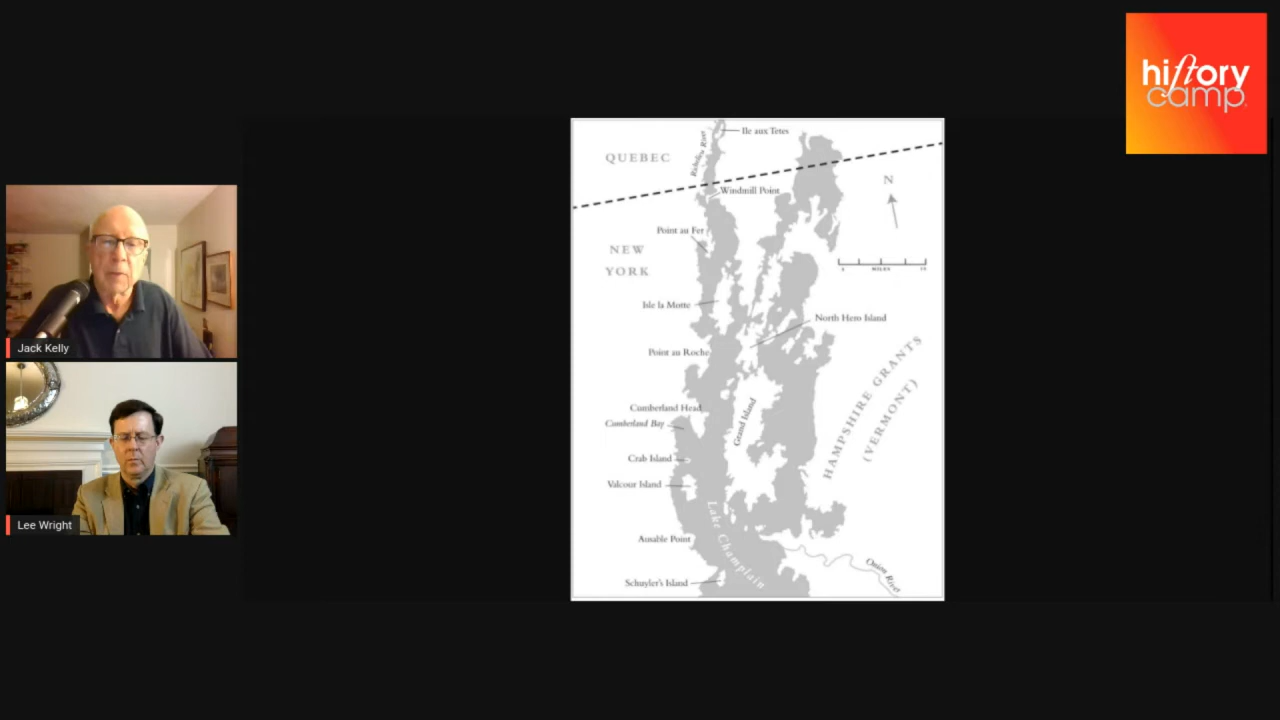 hiſtory
camp
Jack Kelly
Lee Wright
Ile aux Tetes
Richelieu River
QUEBEC
N
Windmill Point
Point au Fer
NEW
YORK
MILES
Isle la Motte
North Hero Island
Point au Roche
HAMPSHIRE GRANTS
(VERMONT)
Cumberland Head
Grand Island
Cumberland Bay
Crab Island
Valcour Island
Lake Champlain
Ausable Point
Onion River
Schuyler's Island